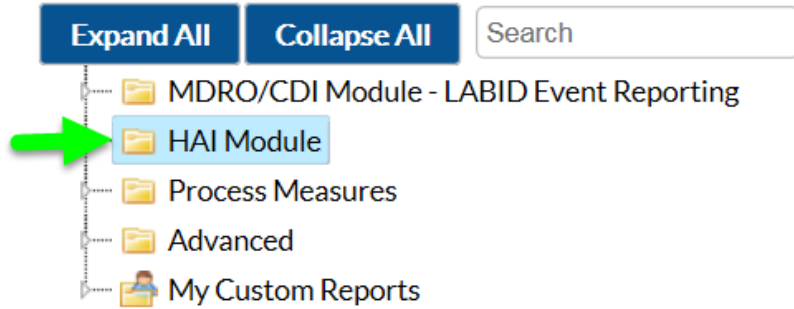 Expand All Collapse All Search
MDRO/CDI Module - LABID Event Reporting
HAI Module
Process Measures
Advanced
My Custom Reports